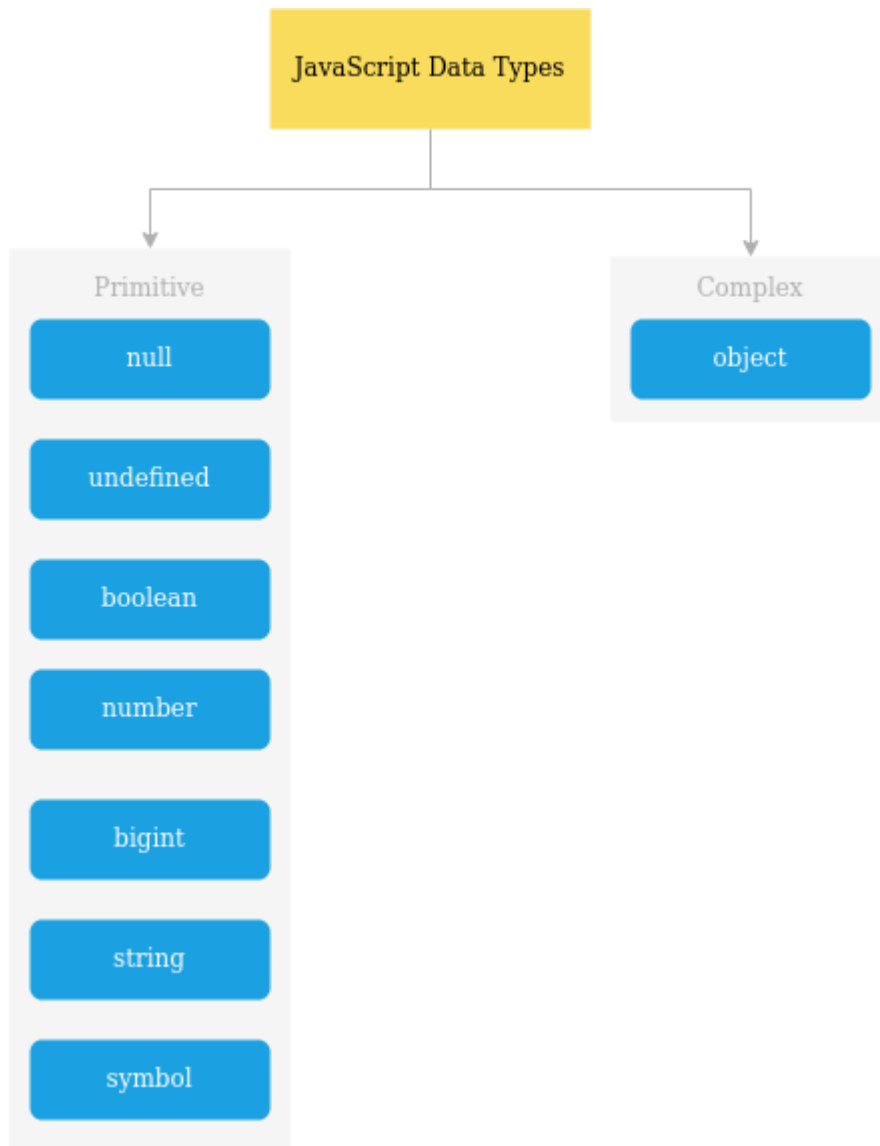 JavaScript Data Types
Primitive
null
undefined
boolean
number
bigint
string
symbol
Complex
object